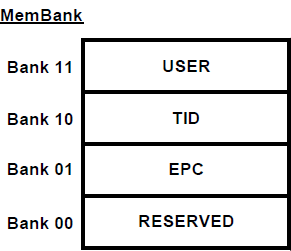 MemBank
Bank 11 USER
Bank 10 TID
Bank 01 EPC
Bank 00 RESERVED